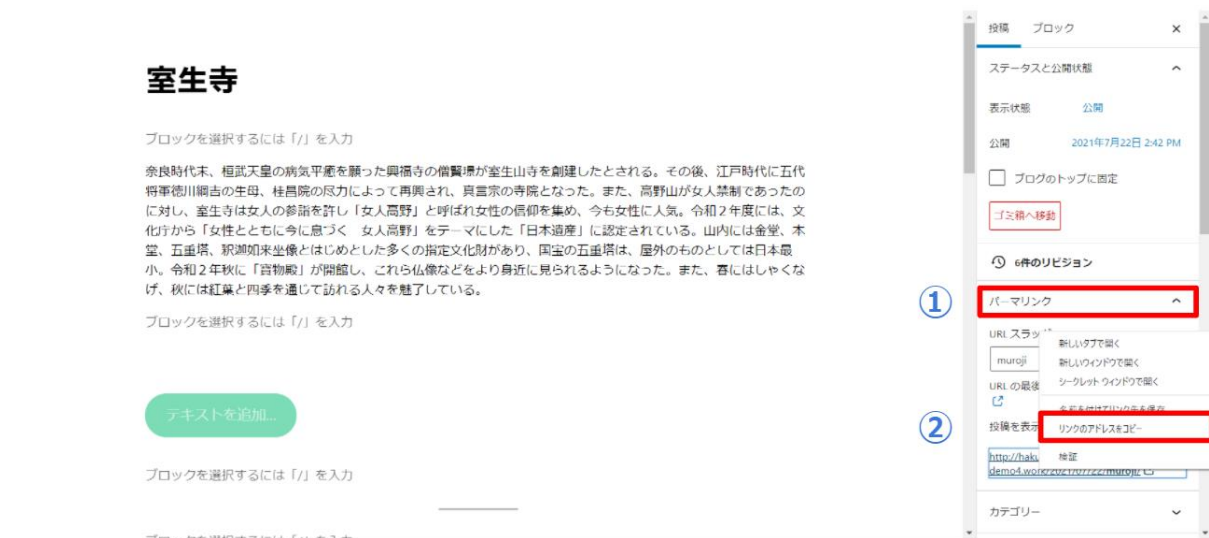 室生寺
ブロックを選択するには「/」を入力
奈良時代末、桓武天皇の病気平癒を願った興福寺の僧賢璟が室生山寺を創建したとされる。その後、江戸時代に五代
将軍徳川綱吉の生母、桂昌院の尽力によって再興され、真言宗の寺院となった。また、高野山が女人禁制であったの
に対し、室生寺は女人の参詣を許し「女人高野」と呼ばれ女性の信仰を集め、今も女性に人気。令和２年度には、文
化庁から「女性とともに今に息づく　女人高野」をテーマにした「日本遺産」に認定されている。山内には金堂、本
堂、五重塔、釈迦如来坐像とはじめとした多くの指定文化財があり、国宝の五重塔は、屋外のものとしては日本最
小。令和２年秋に「寳物殿」が開館し、これら仏像などをより身近に見られるようになった。また、春にはしゃくな
げ、秋には紅葉と四季を通じて訪れる人々を魅了している。
ブロックを選択するには「/」を入力
テキストを追加...
ブロックを選択するには「/」を入力
投稿 ブロック ×
ステータスと公開状態
表示状態 公開
公開 2021年7月22日 2:42 PM
ブログのトップに固定
ゴミ箱へ移動
6件のリビジョン
① パーマリンク
URL スラッ
muroji
URL の最後
新しいタブで開く
新しいウィンドウで開く
シークレット ウィンドウで開く
名前を付けてリンク先を保存
② リンクのアドレスをコピー
検証
投稿を表示
http://haku
demo4.work/2021/07/22/muroji/
カテゴリー